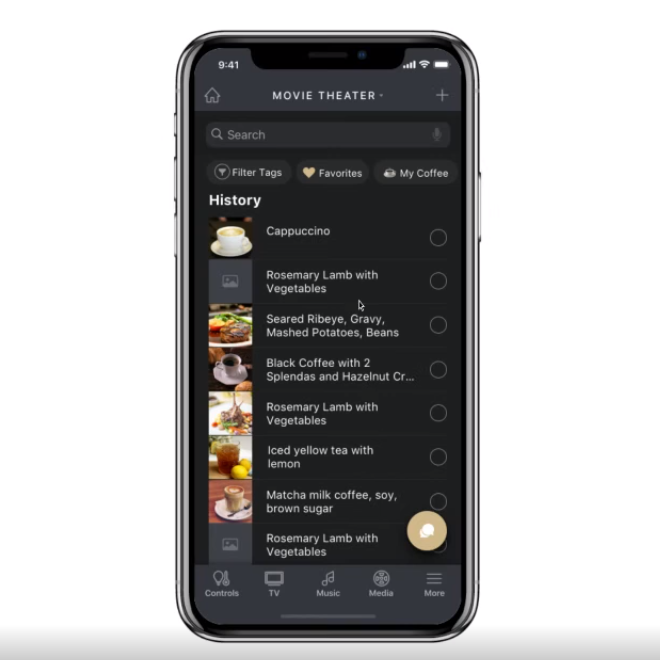 9:41
MOVIE THEATER
Search
Filter Tags
Favorites
My Coffee
History
Cappuccino
Rosemary Lamb with
Vegetables
Seared Ribeye, Gravy,
Mashed Potatoes, Beans
Black Coffee with 2
Splendas and Hazelnut Cr...
Rosemary Lamb with
Vegetables
Iced yellow tea with
lemon
Matcha milk coffee, soy,
brown sugar
Rosemary Lamb with
Vegetables
Controls
TV
Music
Media
More